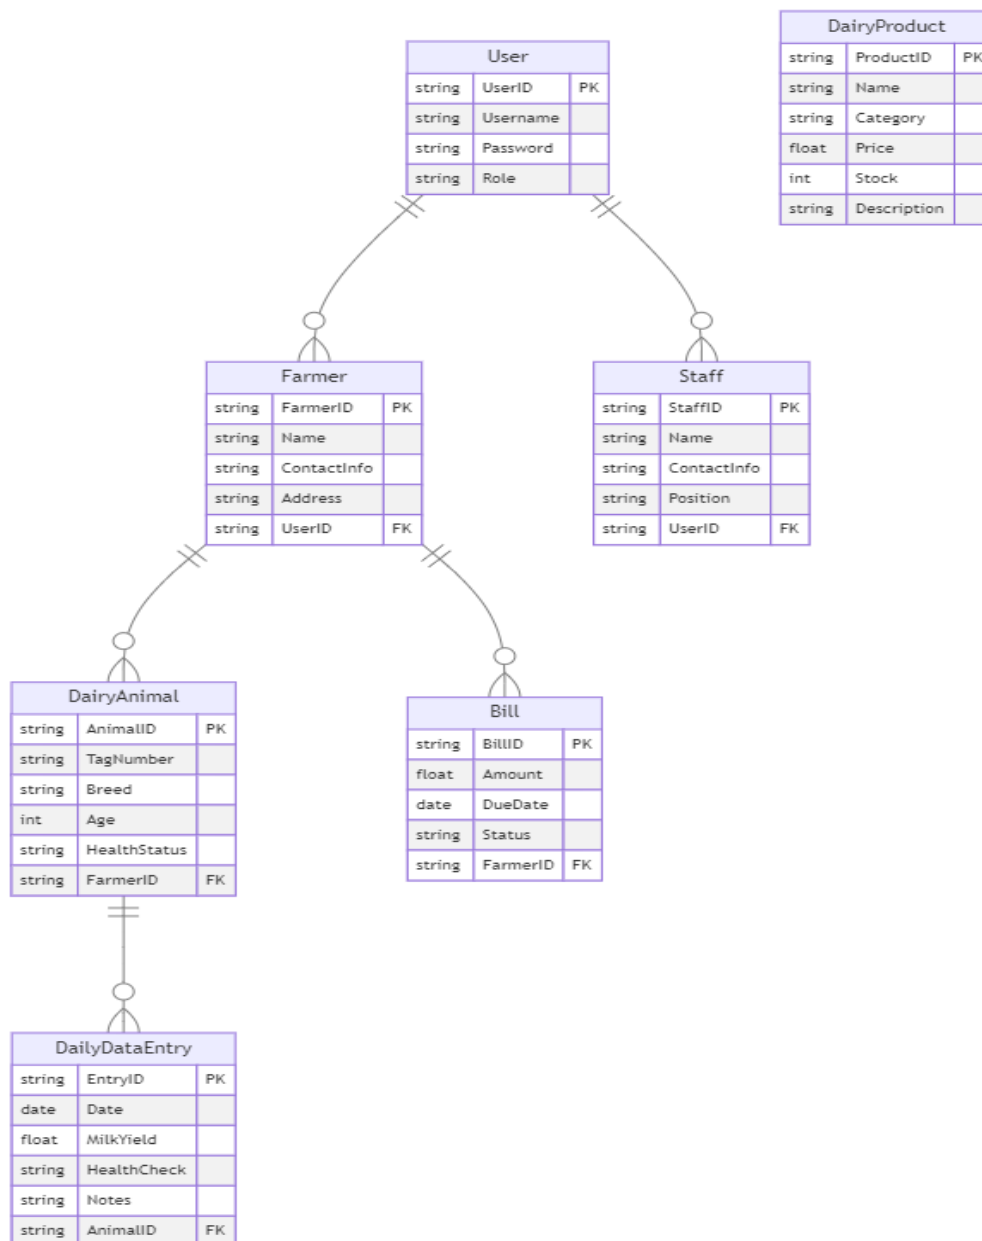 User
string UserID PK
string Username
string Password
string Role
DairyProduct
string ProductID PK
string Name
string Category
float Price
int Stock
string Description
Farmer
string FarmerID PK
string Name
string ContactInfo
string Address
string UserID FK
Staff
string StaffID PK
string Name
string ContactInfo
string Position
string UserID FK
DairyAnimal
string AnimalID PK
string TagNumber
string Breed
int Age
string HealthStatus
string FarmerID FK
Bill
string BillID PK
float Amount
date DueDate
string Status
string FarmerID FK
DailyDataEntry
string EntryID PK
date Date
float MilkYield
string HealthCheck
string Notes
string AnimalID FK